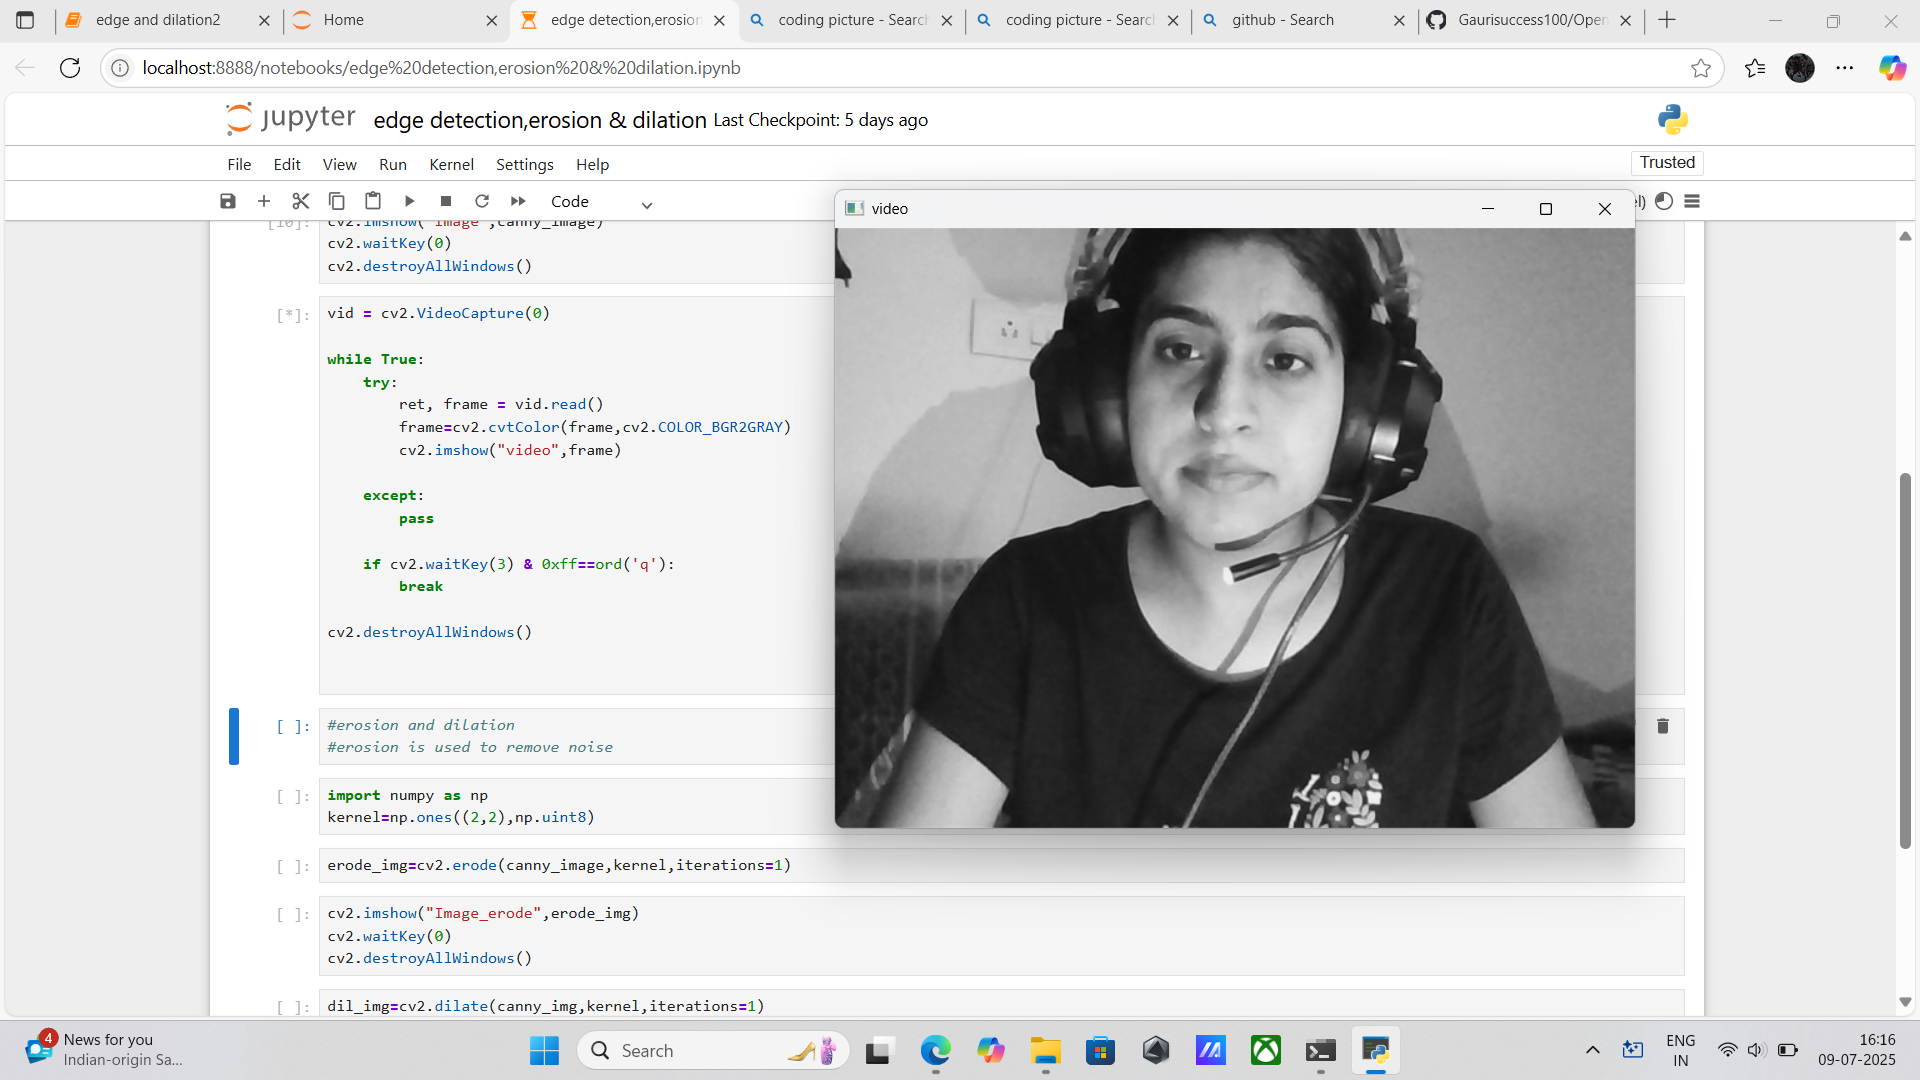 edge and dilation2
Home
edge detection,erosion
coding picture - Search
coding picture - Search
github - Search
Gaurisuccess100/Open
localhost:8888/notebooks/edge%20detection,erosion%20&%20dilation.ipynb
jupyter edge detection,erosion & dilation Last Checkpoint: 5 days ago
File Edit View Run Kernel Settings Help
Trusted
Code
video
[10]: cv2.imshow("image",canny_image)
cv2.waitKey(0)
cv2.destroyAllWindows()
[*]: vid = cv2.VideoCapture(0)
while True:
try:
ret, frame = vid.read()
frame=cv2.cvtColor(frame,cv2.COLOR_BGR2GRAY)
cv2.imshow("video",frame)
except:
pass
if cv2.waitKey(3) & 0xff==ord('q'):
break
cv2.destroyAllWindows()
[ ]: #erosion and dilation
#erosion is used to remove noise
[ ]: import numpy as np
kernel=np.ones((2,2),np.uint8)
[ ]: erode_img=cv2.erode(canny_image,kernel,iterations=1)
[ ]: cv2.imshow("Image_erode",erode_img)
cv2.waitKey(0)
cv2.destroyAllWindows()
[ ]: dil_img=cv2.dilate(canny_img,kernel,iterations=1)
4
News for you
Indian-origin Sa...
Search
ENG
IN
16:16
09-07-2025